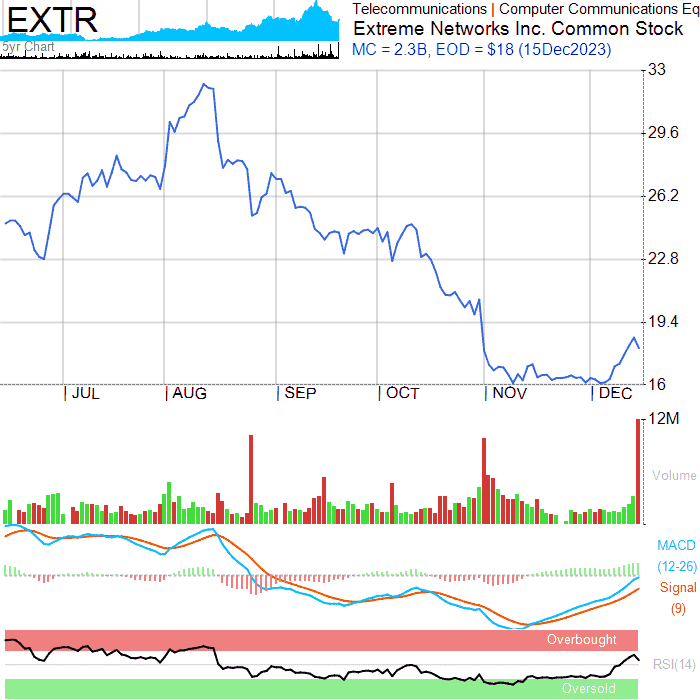 EXTR
5yr Chart
Telecommunications | Computer Communications Eq
Extreme Networks Inc. Common Stock
MC = 2.3B, EOD = $18 (15Dec2023)
33
29.6
26.2
22.8
19.4
16
JUL
AUG
SEP
OCT
NOV
DEC
12M
Volume
MACD
(12-26)
Signal
(9)
Overbought
RSI(14)
Oversold